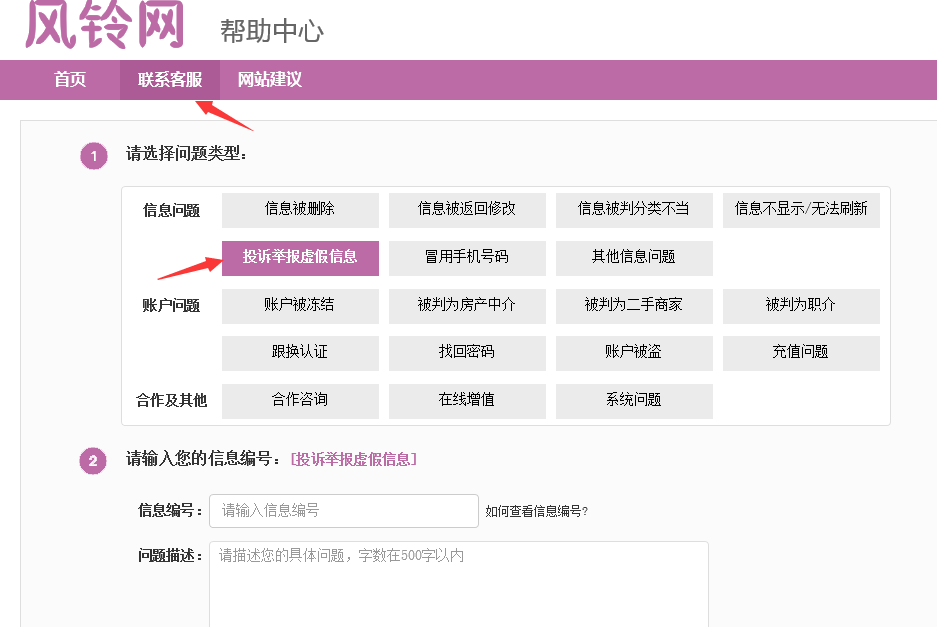 风铃网 帮助中心
首页 联系客服 网站建议
1 请选择问题类型：
信息问题 信息被删除 信息被返回修改 信息被判分类不当 信息不显示/无法刷新
投诉举报虚假信息 冒用手机号码 其他信息问题
账户问题 账户被冻结 被判为房产中介 被判为二手商家 被判为职介
跟换认证 找回密码 账户被盗 充值问题
合作及其他 合作咨询 在线增值 系统问题
2 请输入您的信息编号：[投诉举报虚假信息]
信息编号： 请输入信息编号 如何查看信息编号?
问题描述： 请描述您的具体问题，字数在500字以内